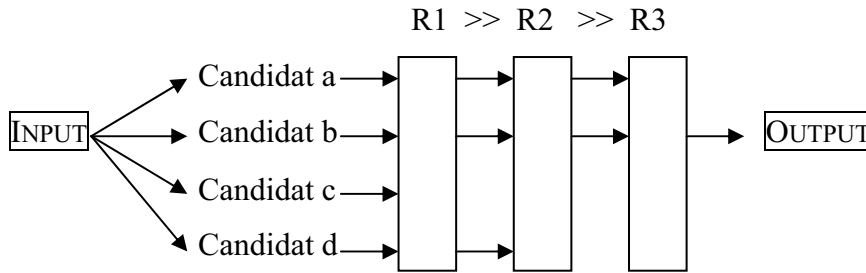 R1 >> R2 >> R3
Candidat a
INPUT Candidat b OUTPUT
Candidat c
Candidat d